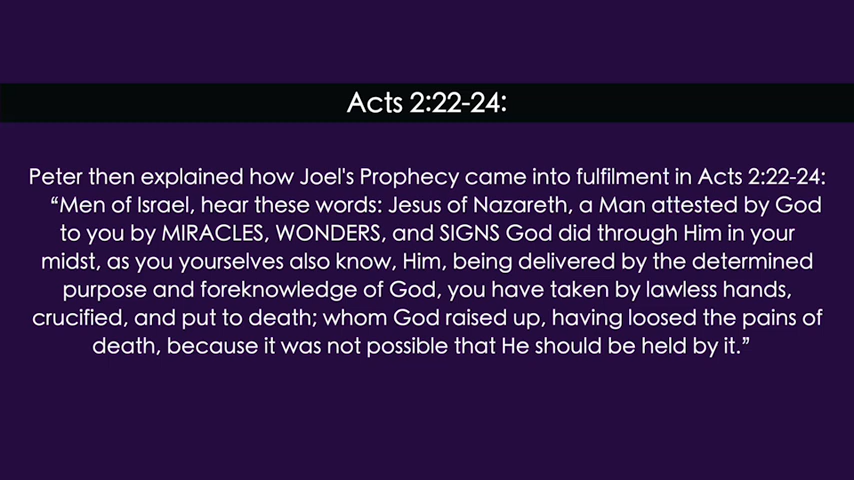 Acts 2:22-24:
Peter then explained how Joel's Prophecy came into fulfilment in Acts 2:22-24:
“Men of Israel, hear these words: Jesus of Nazareth, a Man attested by God
to you by MIRACLES, WONDERS, and SIGNS God did through Him in your
midst, as you yourselves also know, Him, being delivered by the determined
purpose and foreknowledge of God, you have taken by lawless hands,
crucified, and put to death; whom God raised up, having loosed the pains of
death, because it was not possible that He should be held by it.”